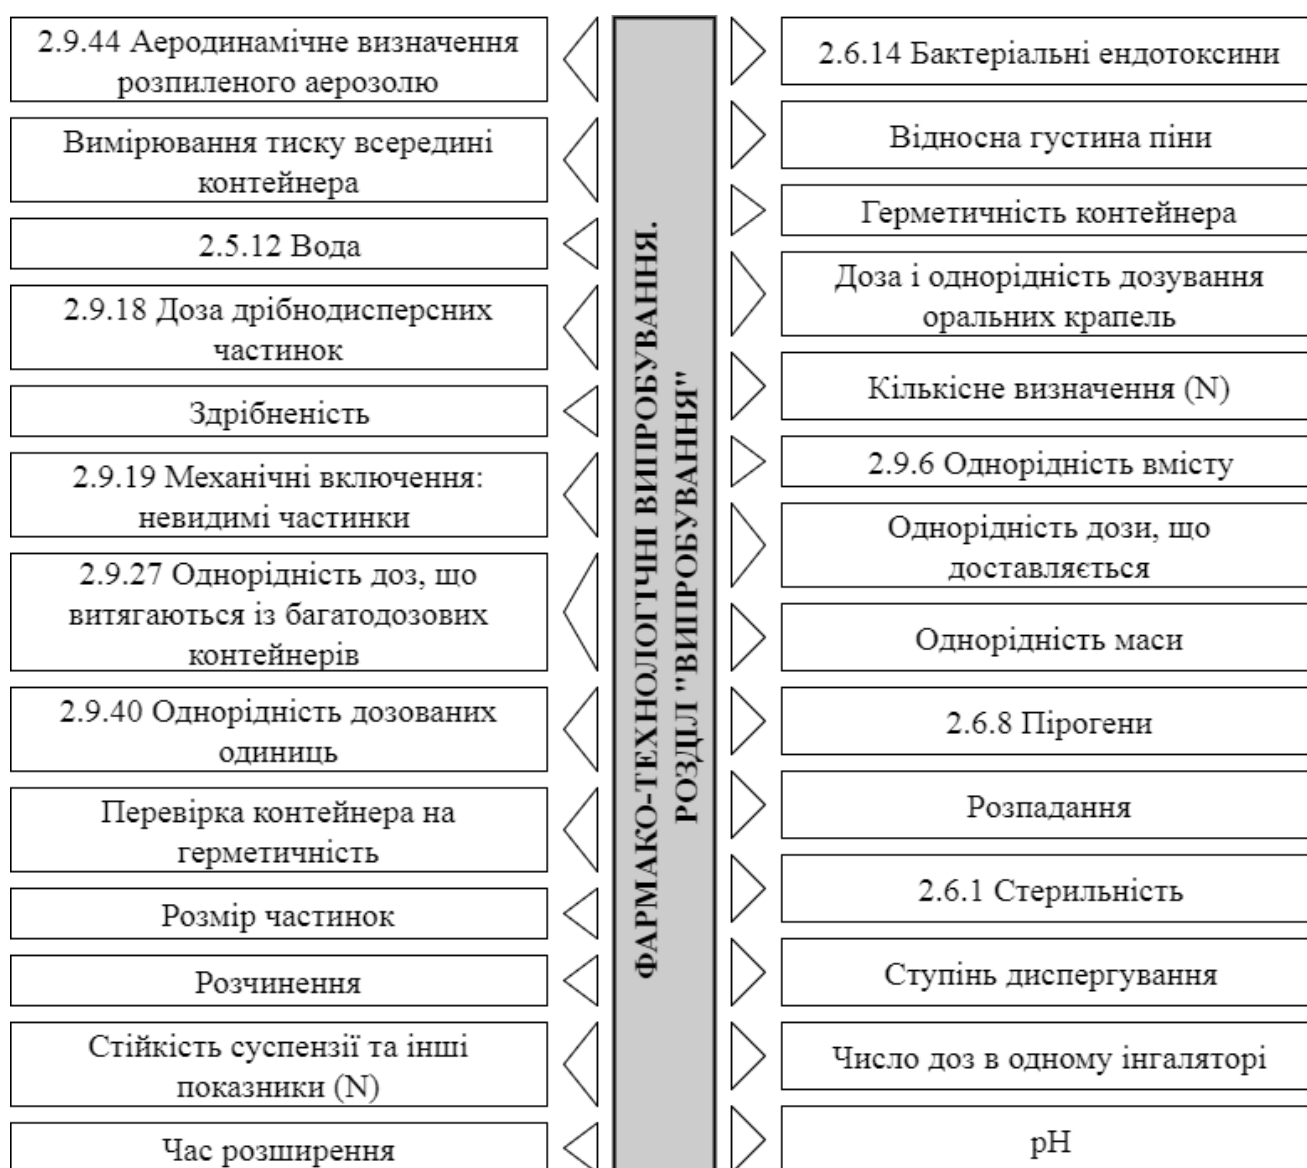 2.9.44 Аеродинамічне визначення
розпиленого аерозолю
Вимірювання тиску всередині
контейнера
2.5.12 Вода
2.9.18 Доза дрібнодисперсних
частинок
Здрібненість
2.9.19 Механічні включення:
невидимі частинки
2.9.27 Однорідність доз, що
витягаються із багатодозових
контейнерів
2.9.40 Однорідність дозованих
одиниць
Перевірка контейнера на
герметичність
Розмір частинок
Розчинення
Стійкість суспензії та інші
показники (N)
Час розширення
ФАРМАКО-ТЕХНОЛОГІЧНІ ВИПРОБУВАННЯ.
РОЗДІЛ "ВИПРОБУВАННЯ"
2.6.14 Бактеріальні ендотоксини
Відносна густина піни
Герметичність контейнера
Доза і однорідність дозування
оральних крапель
Кількісне визначення (N)
2.9.6 Однорідність вмісту
Однорідність дози, що
доставляється
Однорідність маси
2.6.8 Пірогени
Розпадання
2.6.1 Стерильність
Ступінь диспергування
Число доз в одному інгаляторі
рН